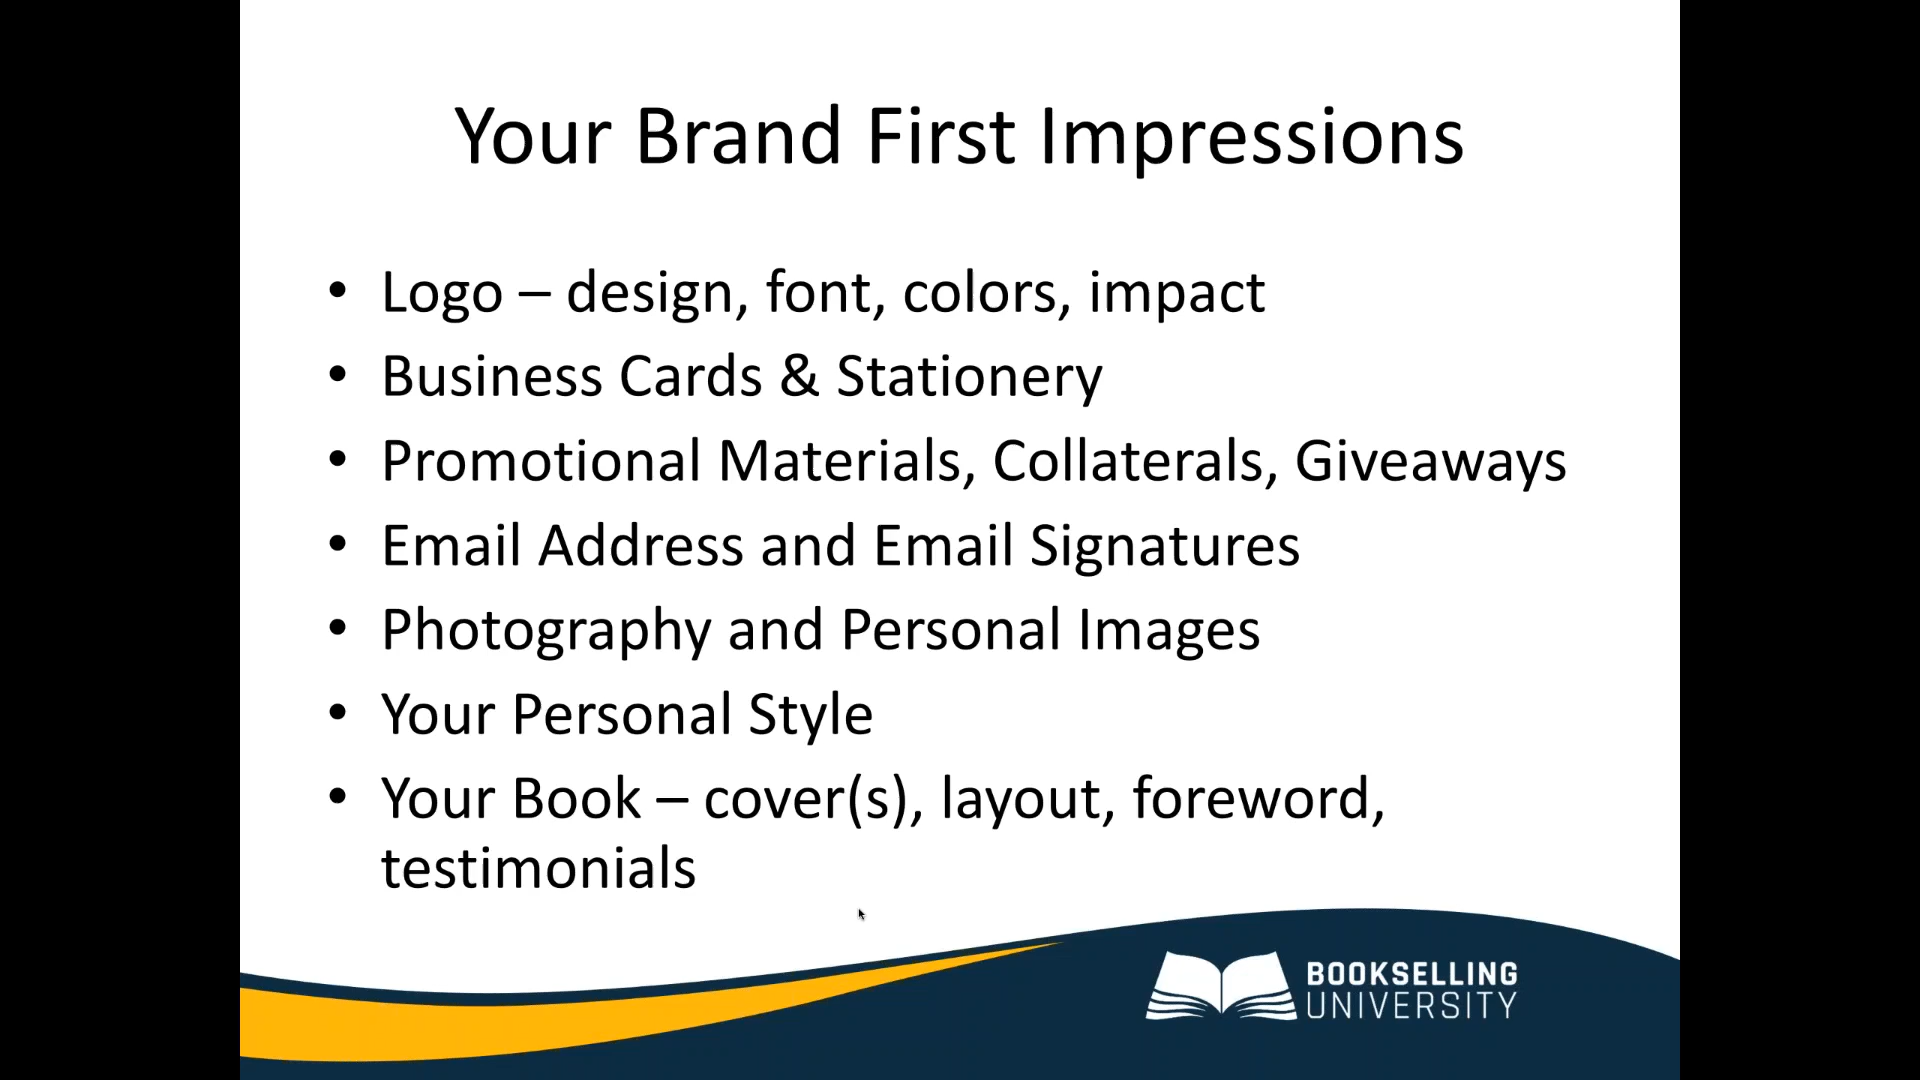 Your Brand First Impressions
• Logo – design, font, colors, impact
• Business Cards & Stationery
• Promotional Materials, Collaterals, Giveaways
• Email Address and Email Signatures
• Photography and Personal Images
• Your Personal Style
• Your Book – cover(s), layout, foreword,
testimonials
BOOKSELLING
UNIVERSITY